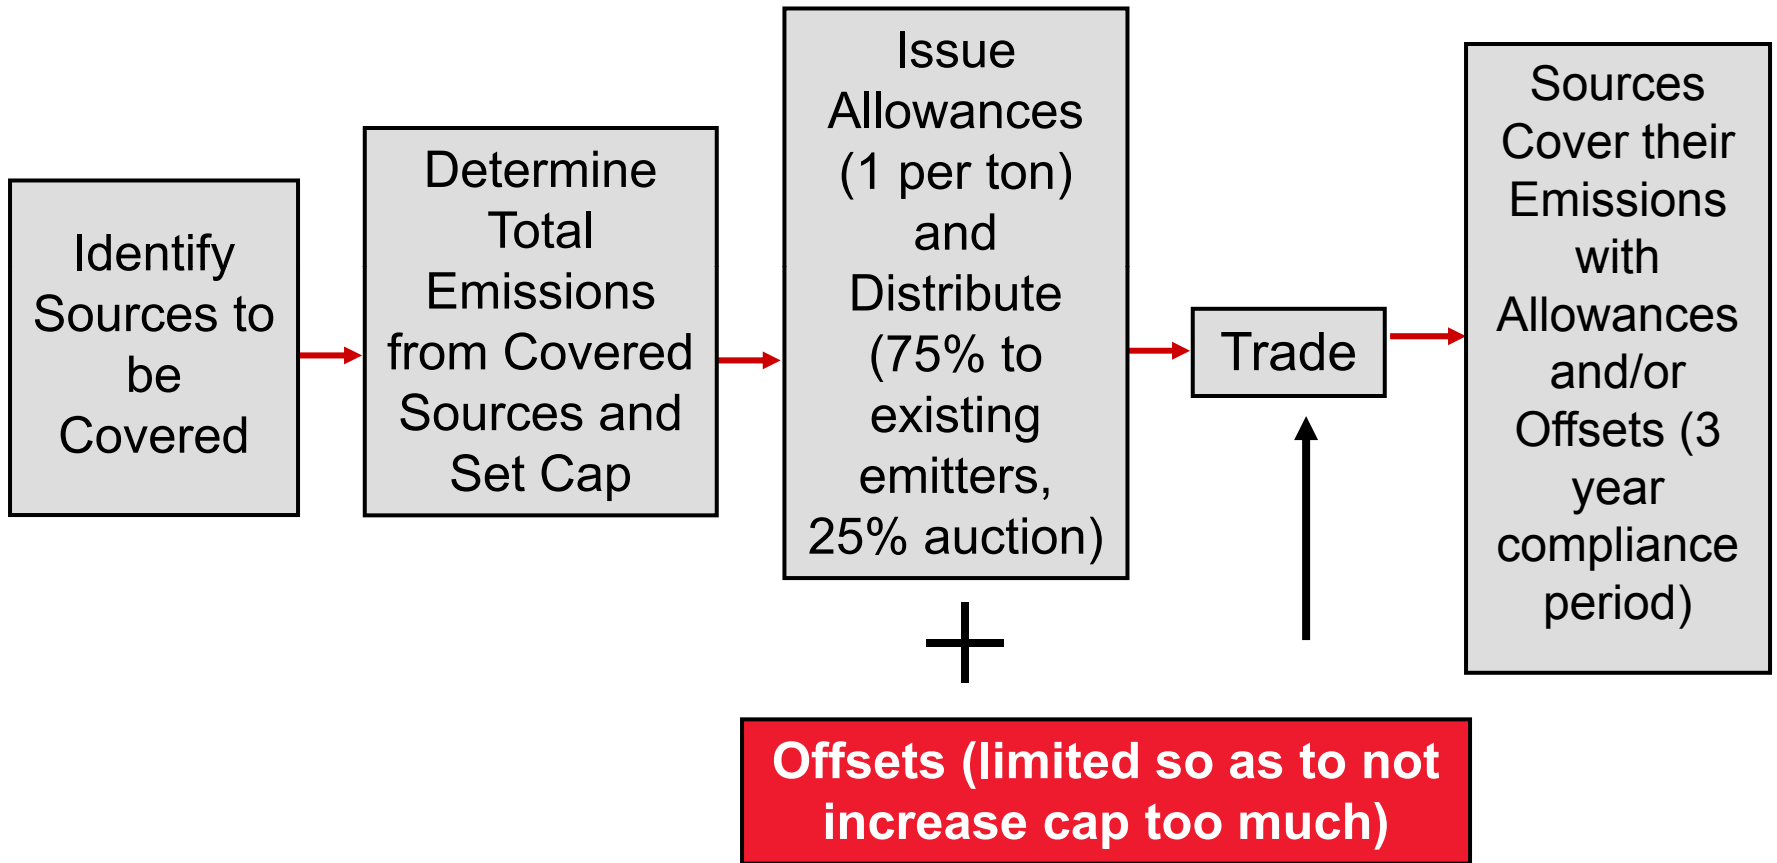 Identify
Sources to
be
Covered
Determine
Total
Emissions
from Covered
Sources and
Set Cap
Issue
Allowances
(1 per ton)
and
Distribute
(75% to
existing
emitters,
25% auction)
Trade
Sources
Cover their
Emissions
with
Allowances
and/or
Offsets (3
year
compliance
period)
Offsets (limited so as to not
increase cap too much)